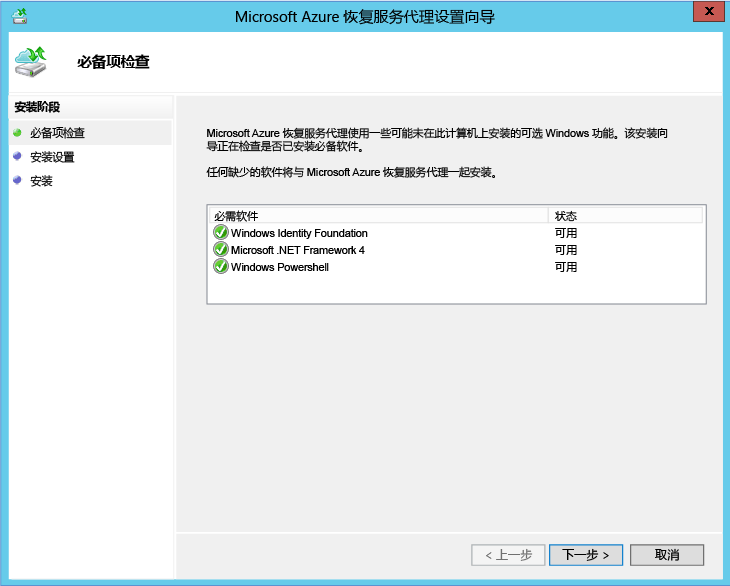 Microsoft Azure 恢复服务代理设置向导
x
必备项检查
安装阶段
必备项检查
安装设置
安装
Microsoft Azure 恢复服务代理使用一些可能未在此计算机上安装的可选 Windows 功能。该安装向
导正在检查是否已安装必备软件。
任何缺少的软件将与 Microsoft Azure 恢复服务代理一起安装。
必需软件 状态
Windows Identity Foundation 可用
Microsoft .NET Framework 4 可用
Windows Powershell 可用
< 上一步 下一步 > 取消